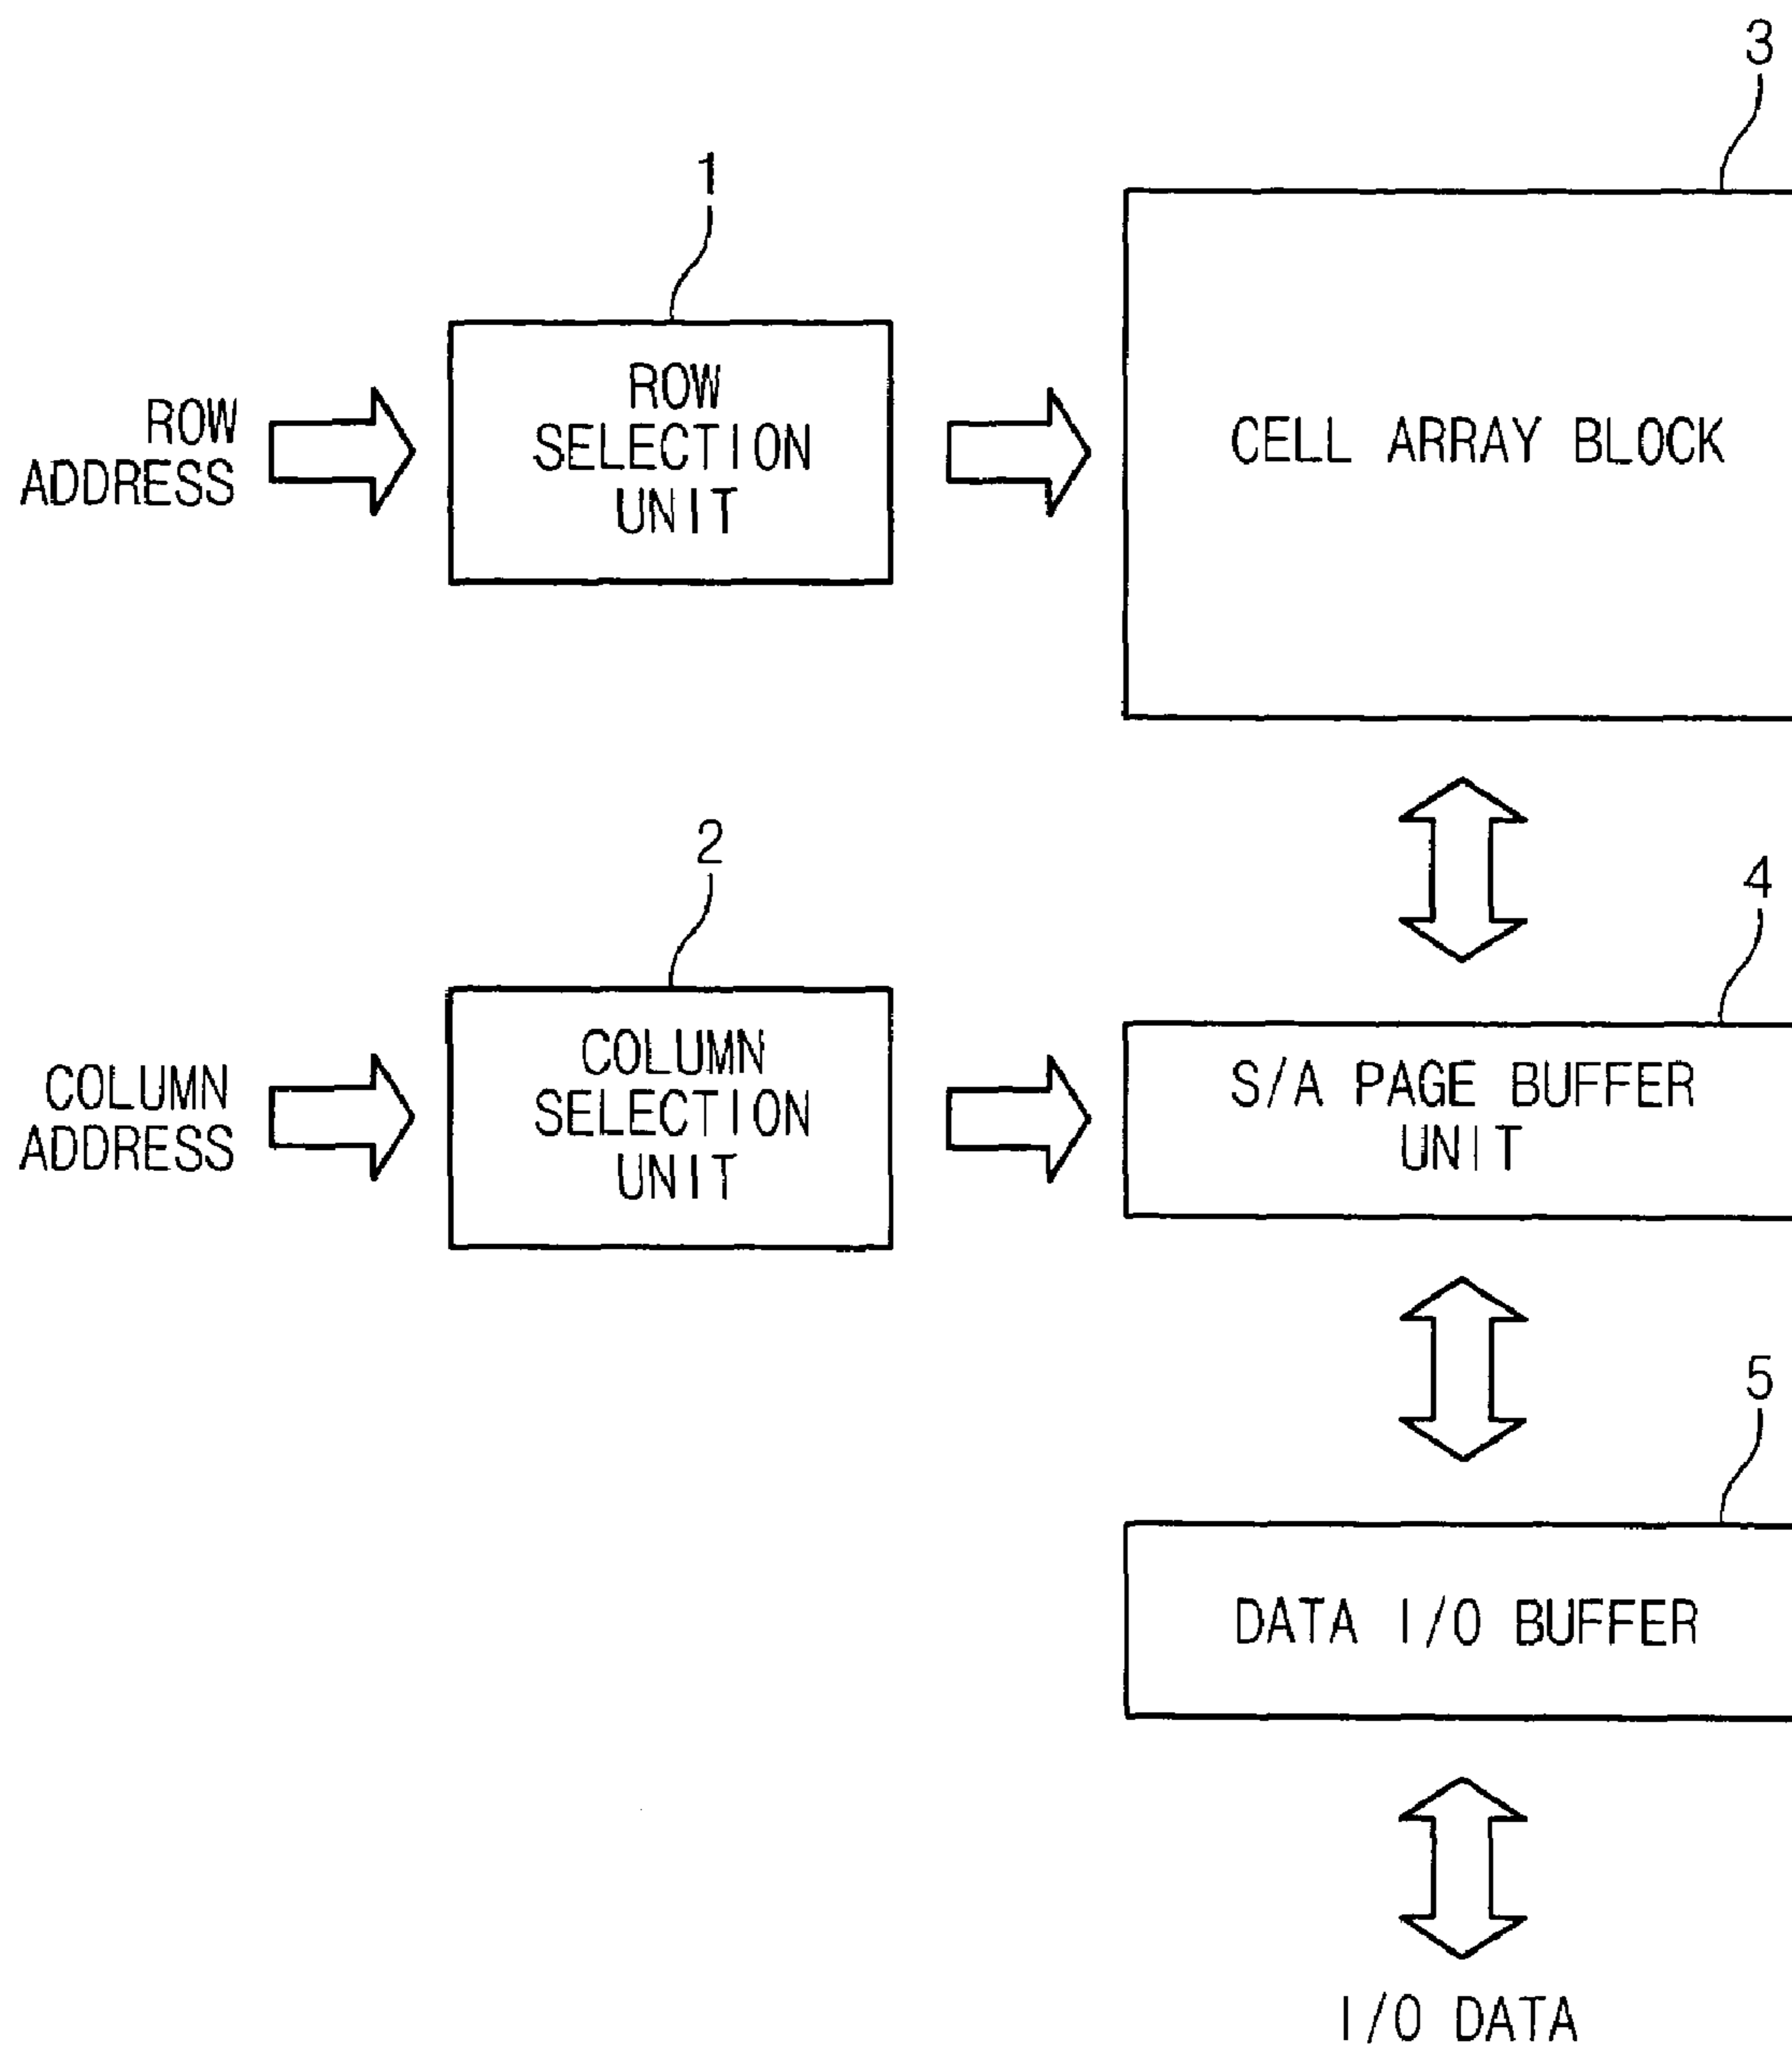 3
1
ROW
ADDRESS
ROW
SELECTION
UNIT
CELL ARRAY BLOCK
2
4
COLUMN
ADDRESS
COLUMN
SELECTION
UNIT
S/A PAGE BUFFER
UNIT
5
DATA I/O BUFFER
I/O DATA